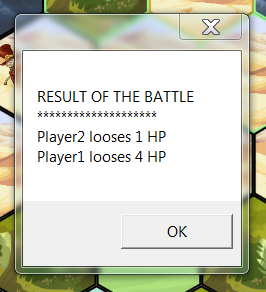 RESULT OF THE BATTLE
********************
Player2 looses 1 HP
Player1 looses 4 HP
OK